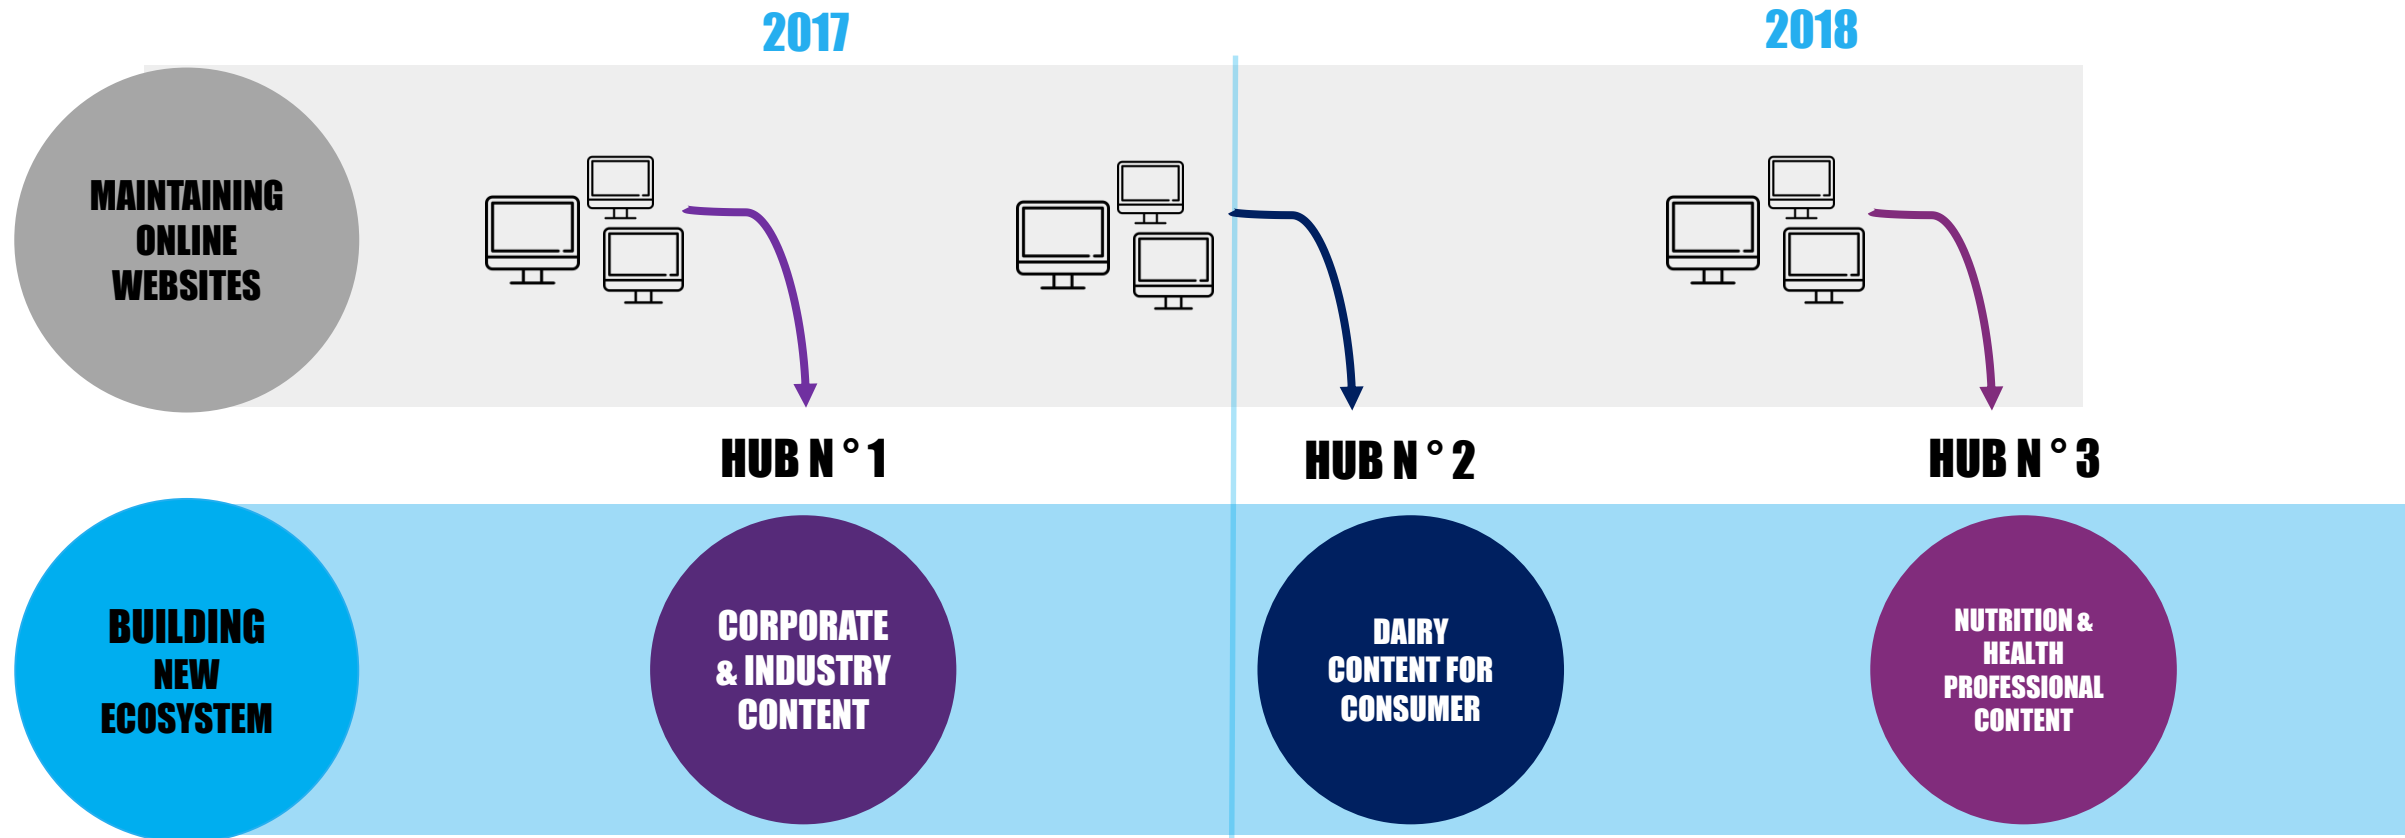 2017
2018
MAINTAINING
ONLINE
WEBSITES
HUB N°1
HUB N°2
HUB N°3
BUILDING
NEW
ECOSYSTEM
CORPORATE
& INDUSTRY
CONTENT
DAIRY
CONTENT FOR
CONSUMER
NUTRITION &
HEALTH
PROFESSIONAL
CONTENT